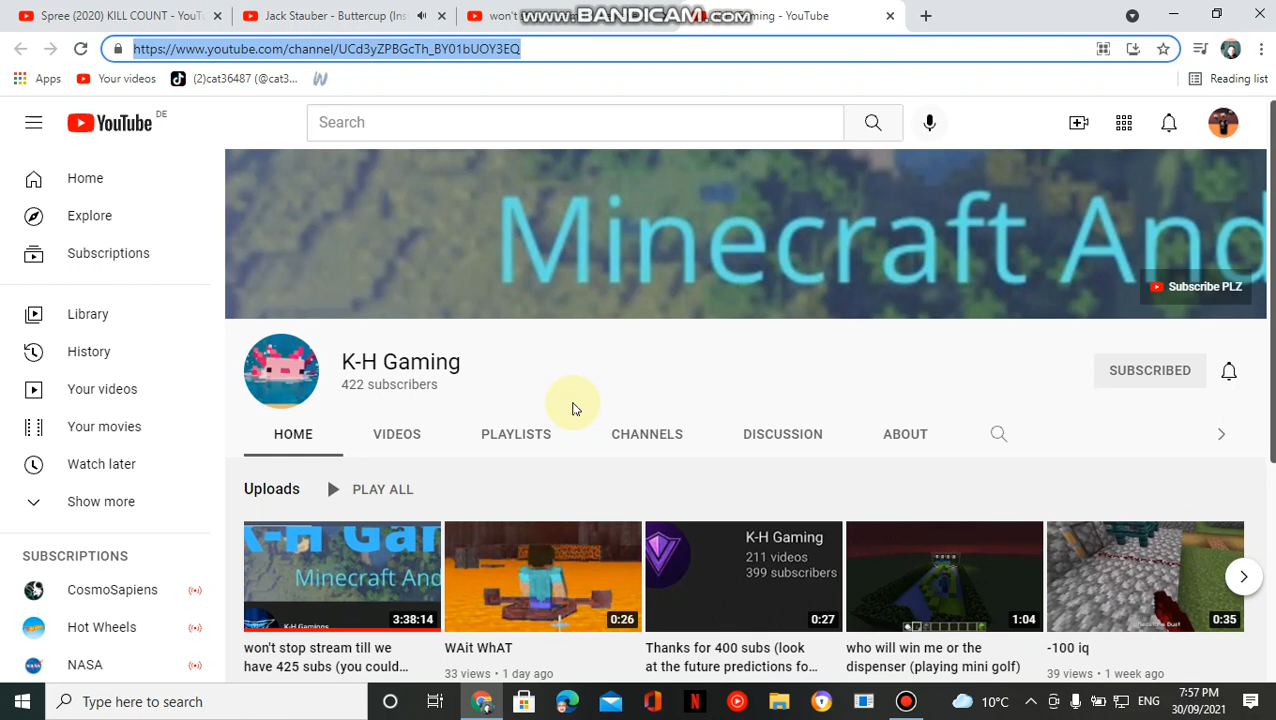 Spree (2020) KILL COUNT - YouTu
Jack Stauber - Buttercup (Ins
won't
www.BANDICAM.com
ming - YouTube
https://www.youtube.com/channel/UCd3yZPBGcTh_BY01bUOY3EQ
Apps
Your videos
(2)cat36487 (@cat3...
Reading list
YouTube DE
Search
Home
Explore
Subscriptions
Library
History
Your videos
Your movies
Watch later
Show more
SUBSCRIPTIONS
CosmoSapiens
Hot Wheels
NASA
Minecraft And
Subscribe PLZ
K-H Gaming
422 subscribers
SUBSCRIBED
HOME
VIDEOS
PLAYLISTS
CHANNELS
DISCUSSION
ABOUT
Uploads
PLAY ALL
K-H Gam
Minecraft And
K-H Gamings
3:38:14
0:26
K-H Gaming
211 videos
399 subscribers
0:27
1:04
0:35
won't stop stream till we
have 425 subs (you could...
WAit WhAT
33 views • 1 day ago
Thanks for 400 subs (look
at the future predictions fo...
who will win me or the
dispenser (playing mini golf)
-100 iq
39 views • 1 week ago
Type here to search
10°C
ENG
7:57 PM
30/09/2021